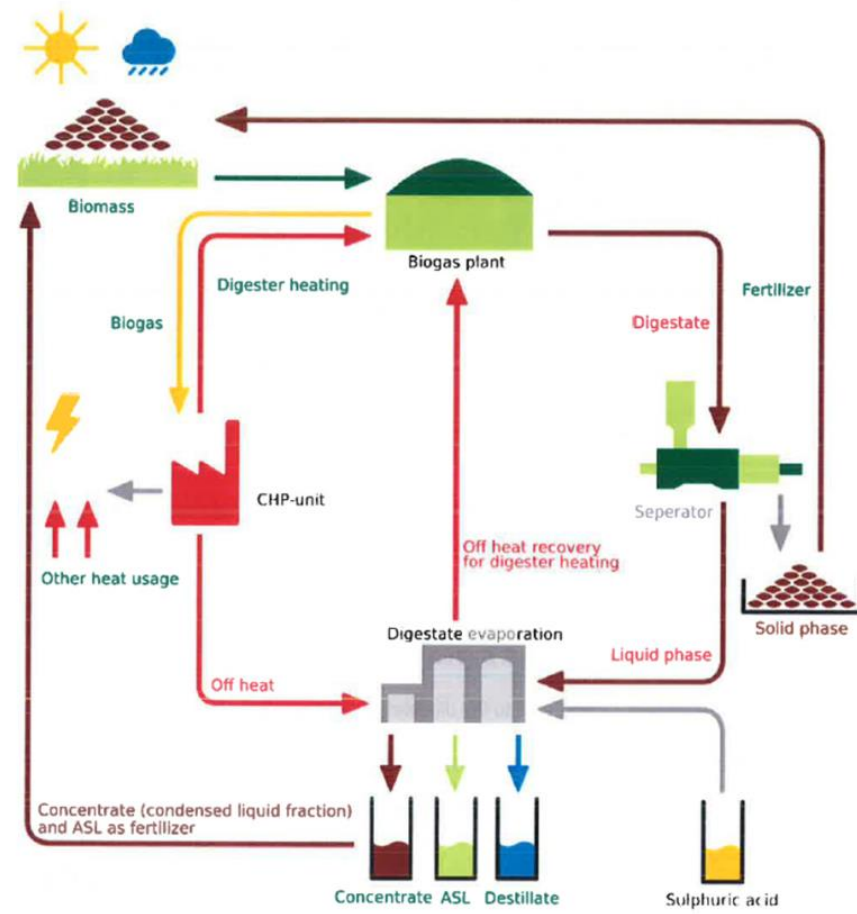 Biomass
Biogas plant
Digester heating
Fertilizer
Biogas
Digestate
CHP-unit
Seperator
Off heat recovery
for digester heating
Other heat usage
Solid phase
Digestate evaporation
Liquid phase
Off heat
Concentrate (condensed liquid fraction)
and ASL as fertilizer
Concentrate ASL Destillate
Sulphuric acid